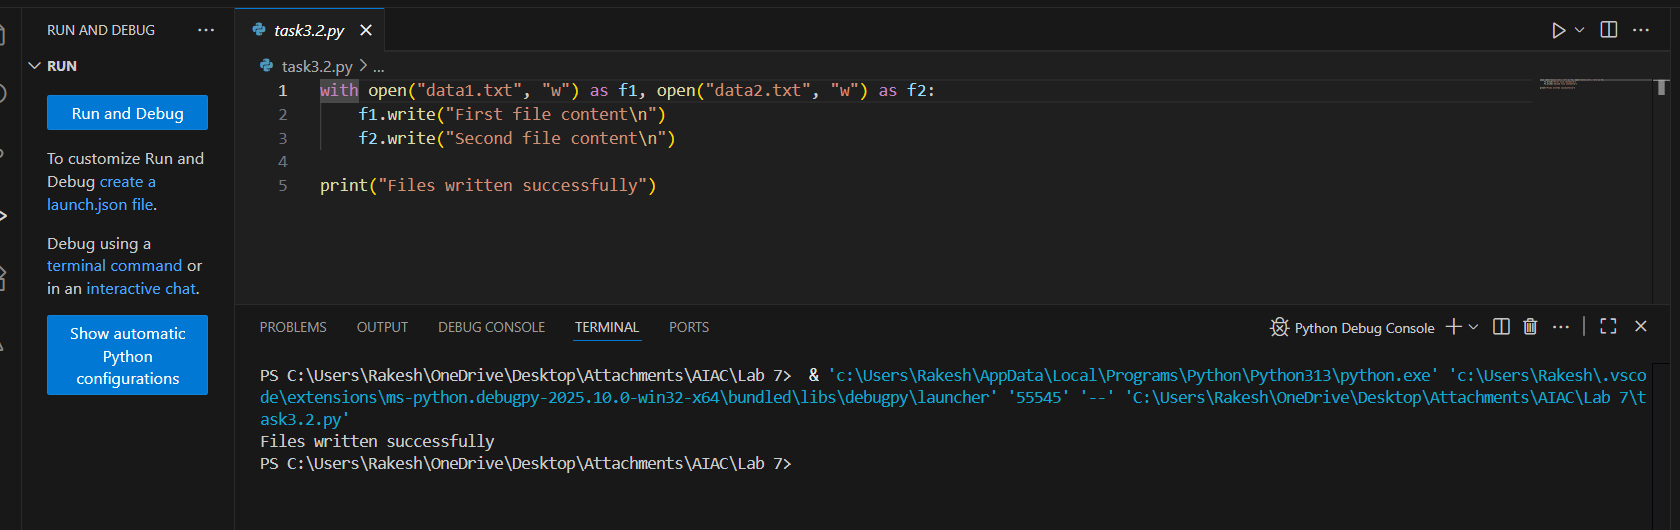 RUN AND DEBUG ...
RUN
Run and Debug
To customize Run and
Debug create a
launch.json file.
Debug using a
terminal command or
in an interactive chat.
Show automatic
Python
configurations
task3.2.py
task3.2.py > ...
1 with open("data1.txt", "w") as f1, open("data2.txt", "w") as f2:
2     f1.write("First file content\n")
3     f2.write("Second file content\n")
4
5 print("Files written successfully")
PROBLEMS OUTPUT DEBUG CONSOLE TERMINAL PORTS Python Debug Console
PS C:\Users\Rakesh\OneDrive\Desktop\Attachments\AIAC\Lab 7>  & 'c:\Users\Rakesh\AppData\Local\Programs\Python\Python313\python.exe' 'c:\Users\Rakesh\.vsco
de\extensions\ms-python.debugpy-2025.10.0-win32-x64\bundled\libs\debugpy\launcher' '55545' '--' 'C:\Users\Rakesh\OneDrive\Desktop\Attachments\AIAC\Lab 7\t
ask3.2.py'
Files written successfully
PS C:\Users\Rakesh\OneDrive\Desktop\Attachments\AIAC\Lab 7>